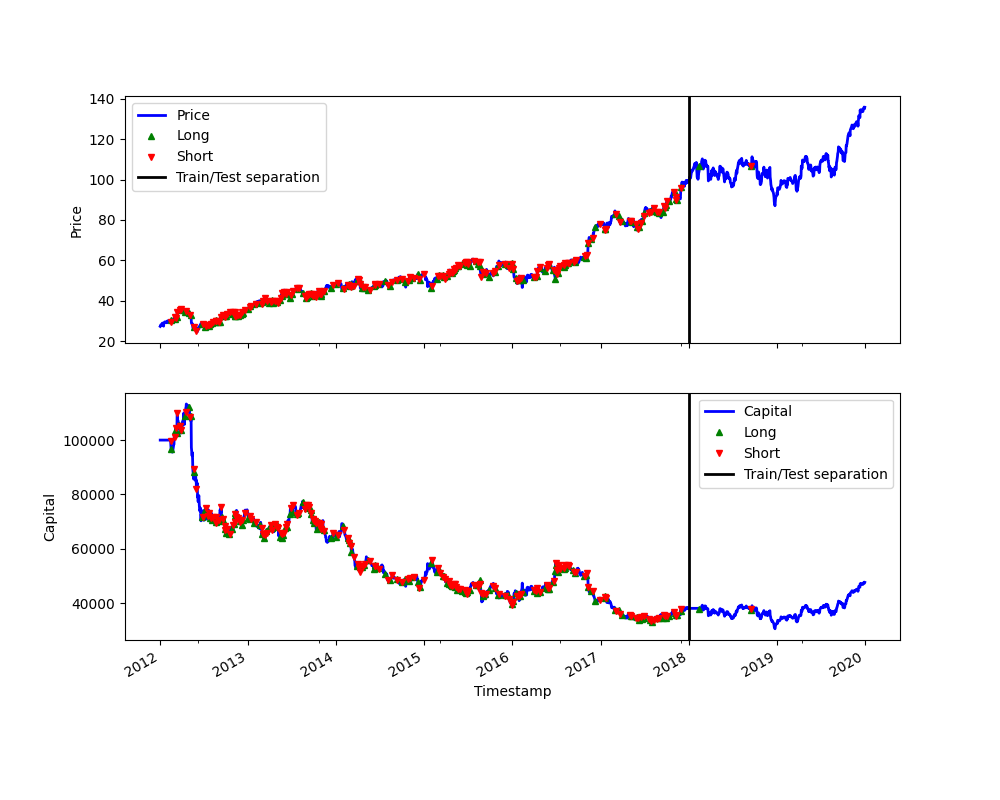 140
120
100
80
60
40
20
Price
Price
Long
Short
Train/Test separation
100000
80000
60000
40000
Capital
Capital
Long
Short
Train/Test separation
2012 2013 2014 2015 2016 2017 2018 2019 2020
Timestamp